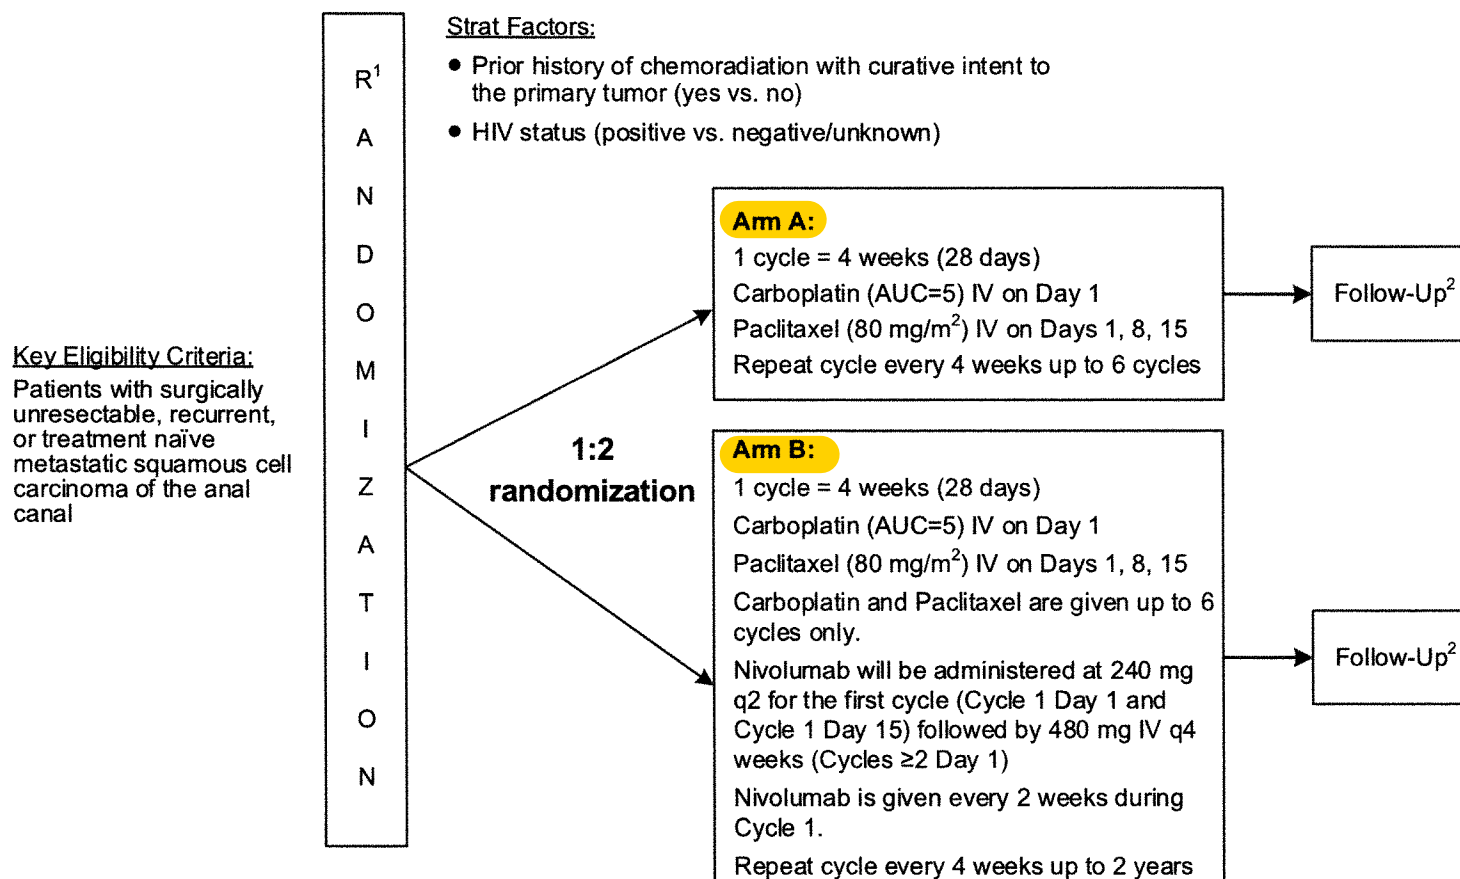 Strat Factors:
● Prior history of chemoradiation with curative intent to
the primary tumor (yes vs. no)
● HIV status (positive vs. negative/unknown)
Key Eligibility Criteria:
Patients with surgically
unresectable, recurrent,
or treatment naïve
metastatic squamous cell
carcinoma of the anal
canal
R¹
A
N
D
O
M
I
Z
A
T
I
O
N
1:2
randomization
Arm A:
1 cycle = 4 weeks (28 days)
Carboplatin (AUC=5) IV on Day 1
Paclitaxel (80 mg/m²) IV on Days 1, 8, 15
Repeat cycle every 4 weeks up to 6 cycles
Follow-Up²
Arm B:
1 cycle = 4 weeks (28 days)
Carboplatin (AUC=5) IV on Day 1
Paclitaxel (80 mg/m²) IV on Days 1, 8, 15
Carboplatin and Paclitaxel are given up to 6
cycles only.
Nivolumab will be administered at 240 mg
q2 for the first cycle (Cycle 1 Day 1 and
Cycle 1 Day 15) followed by 480 mg IV q4
weeks (Cycles ≥2 Day 1)
Nivolumab is given every 2 weeks during
Cycle 1.
Repeat cycle every 4 weeks up to 2 years
Follow-Up²